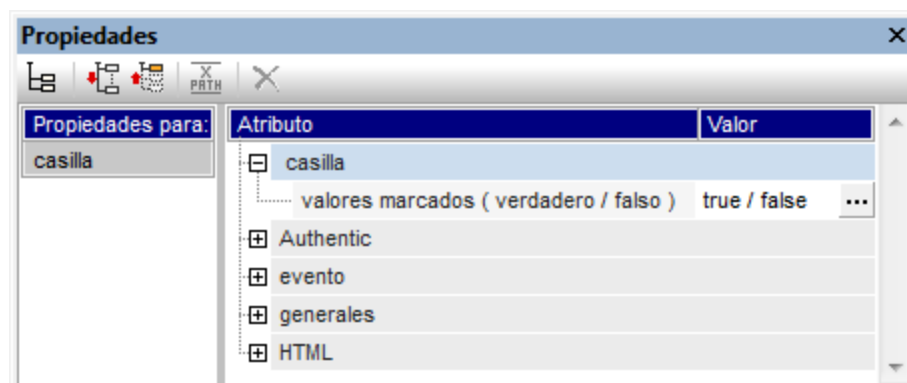 Propiedades
X
PATH
Propiedades para:
Atributo
Valor
casilla
casilla
valores marcados ( verdadero / falso )
true / false
...
Authentic
evento
generales
HTML